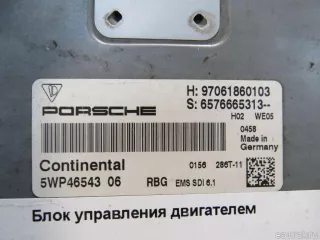 H: 97061860103
S: 6576665313--
H02 WE05
PORSCHE
0458
Made in
Germany
Continental
0156 286T-11
5WP46543 06 RBG EMS SDI 6.1
Блок управления двигателем